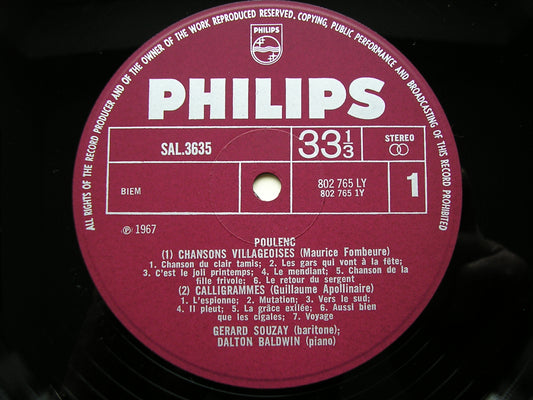 ALL RIGHTS OF THE RECORD PRODUCER AND OF THE OWNER OF THE WORK REPRODUCED RESERVED. COPYING, PUBLIC PERFORMANCE AND BROADCASTING OF THE RECORD PROHIBITED
PHILIPS
PHILIPS
SAL.3635
33 1/3
STEREO
BIEM
802 765 LY
802 765 1Y
1
℗ 1967
POULENC
(1) CHANSONS VILLAGEOISES (Maurice Fombeure)
1. Chanson du clair tamis; 2. Les gars qui vont à la fête;
3. C'est le joli printemps; 4. Le mendiant; 5. Chanson de la
fille frivole; 6. Le retour du sergent
(2) CALLIGRAMMES (Guillaume Apollinaire)
1. L'espionne; 2. Mutation; 3. Vers le sud;
4. Il pleut; 5. La grâce exilée; 6. Aussi bien
que les cigales; 7. Voyage
GERARD SOUZAY (baritone);
DALTON BALDWIN (piano)